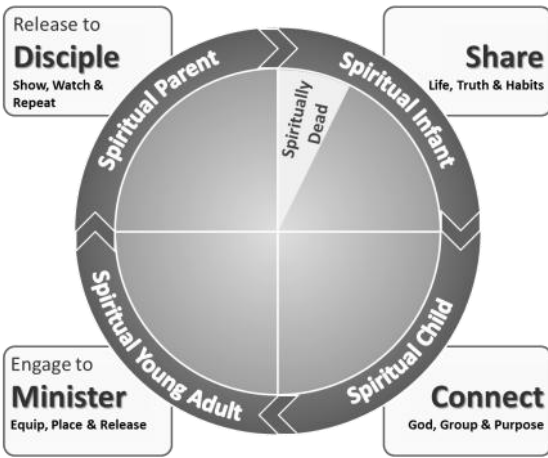 Release to
Disciple
Show, Watch &
Repeat
Share
Life, Truth & Habits
Spiritual Parent
Spiritual Infant
Spiritually
Dead
Spiritual Young Adult
Spiritual Child
Engage to
Minister
Equip, Place & Release
Connect
God, Group & Purpose